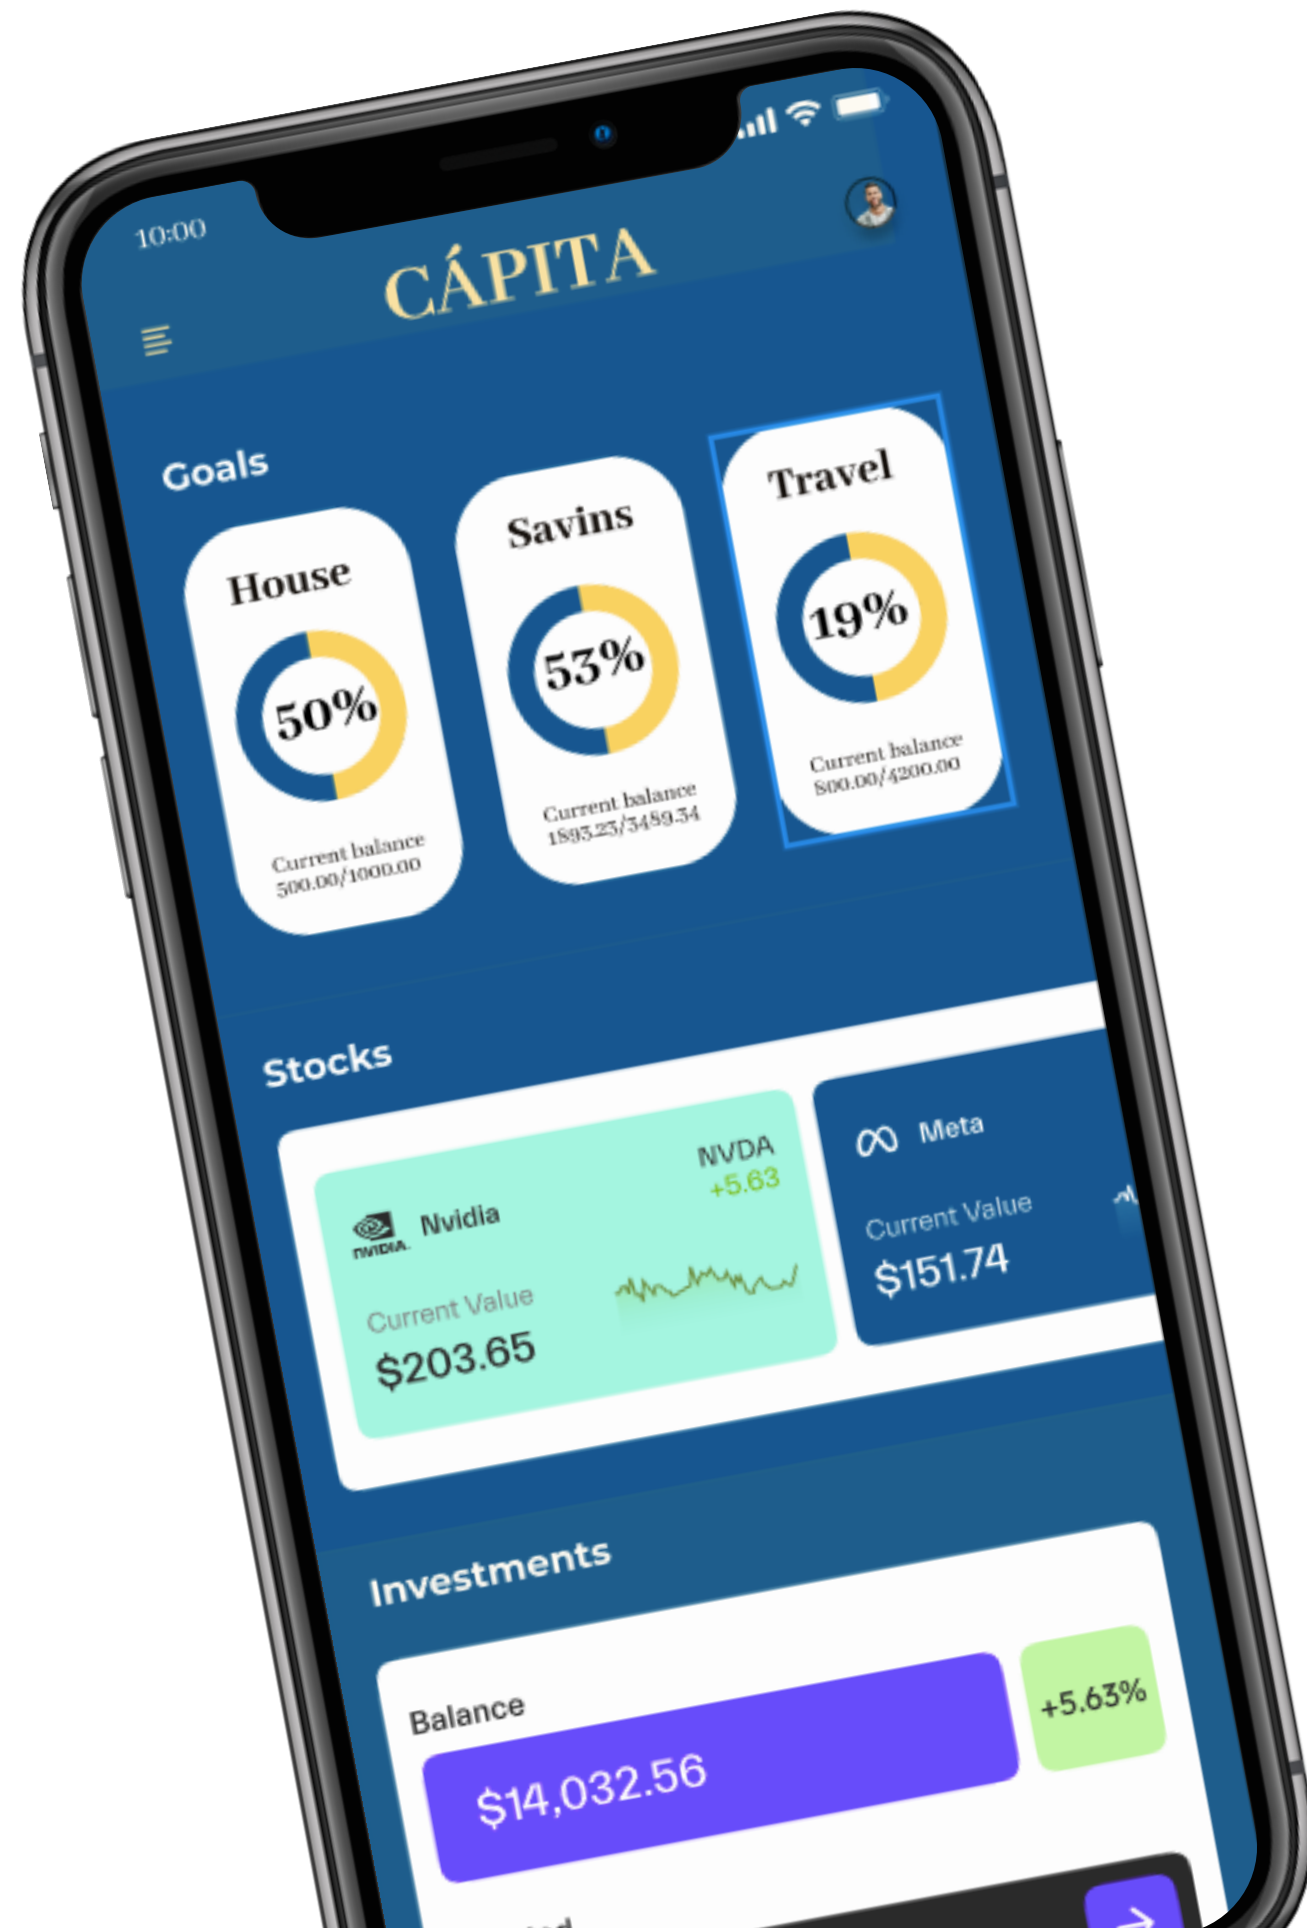 10:00
CÁPITA
Goals
House
50%
Current balance
500.00/1000.00
Savins
53%
Current balance
1893.23/3489.34
Travel
19%
Current balance
800.00/4200.00
Stocks
NVIDIA.
Nvidia
NVDA
+5.63
Current Value
$203.65
Meta
Current Value
$151.74
Investments
Balance
$14,032.56
+5.63%